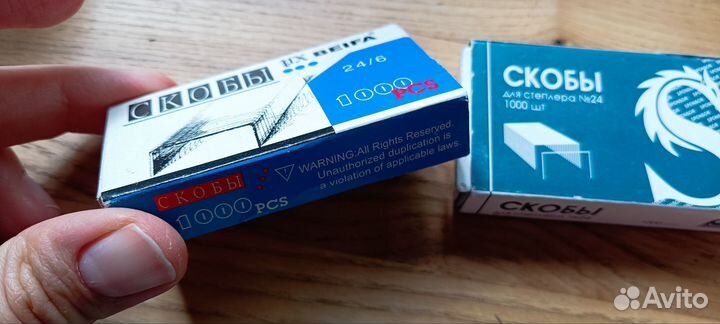 СКОБЫ
BEIFA
24/6
1000
PCS
WARNING:All Rights Reserved.
Unauthorized duplication is
a violation of applicable laws.
СКОБЫ
1000 PCS
СКОБЫ
для степлера №24
1000 шт
СКОБЫ
Avito